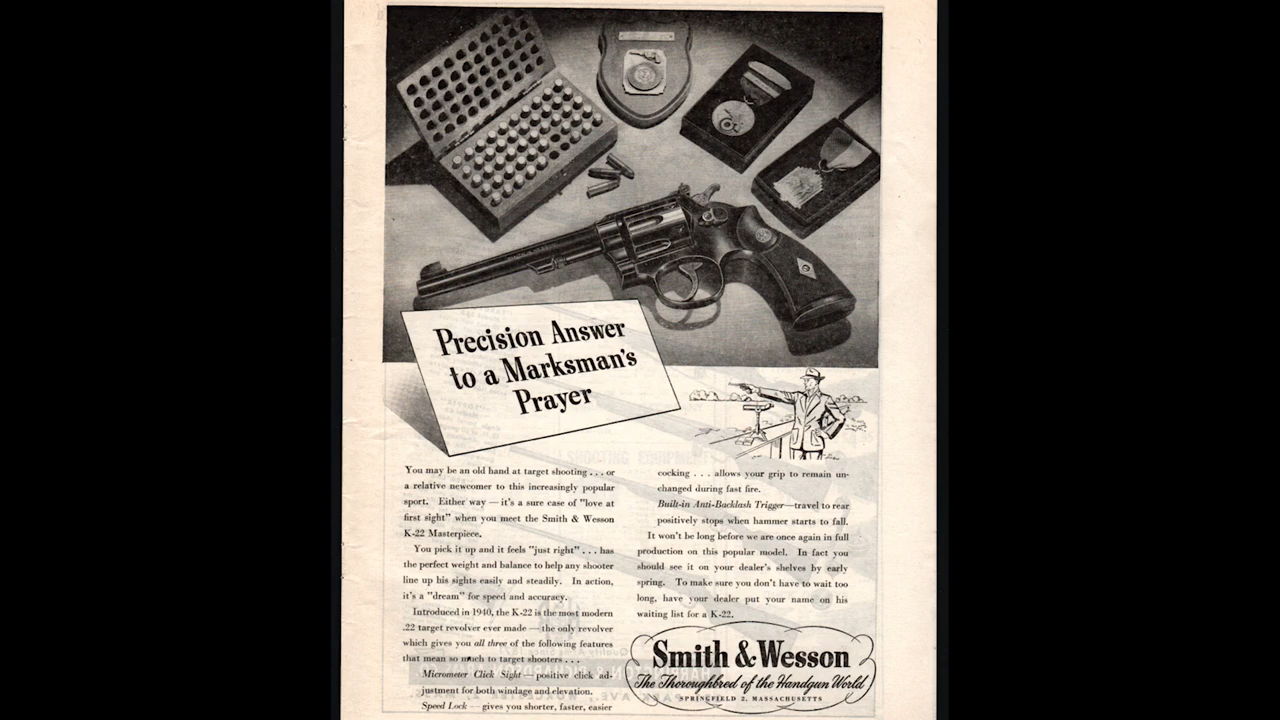 Precision Answer
to a Marksman's
Prayer
You may be an old hand at target shooting . . . or
a relative newcomer to this increasingly popular
sport. Either way — it's a sure case of "love at
first sight" when you meet the Smith & Wesson
K-22 Masterpiece.
You pick it up and it feels "just right" . . . has
the perfect weight and balance to help any shooter
line up his sights easily and steadily. In action,
it's a "dream" for speed and accuracy.
Introduced in 1940, the K-22 is the most modern
.22 target revolver ever made — the only revolver
which gives you all three of the following features
that mean so much to target shooters . . .
Micrometer Click Sight — positive click ad-
justment for both windage and elevation.
Speed Lock — gives you shorter, faster, easier
cocking . . . allows your grip to remain un-
changed during fast fire.
Built-in Anti-Backlash Trigger—travel to rear
positively stops when hammer starts to fall.
It won't be long before we are once again in full
production on this popular model. In fact you
should see it on your dealer's shelves by early
spring. To make sure you don't have to wait too
long, have your dealer put your name on his
waiting list for a K-22.
Smith & Wesson
The Thoroughbred of the Handgun World
SPRINGFIELD 2, MASSACHUSETTS